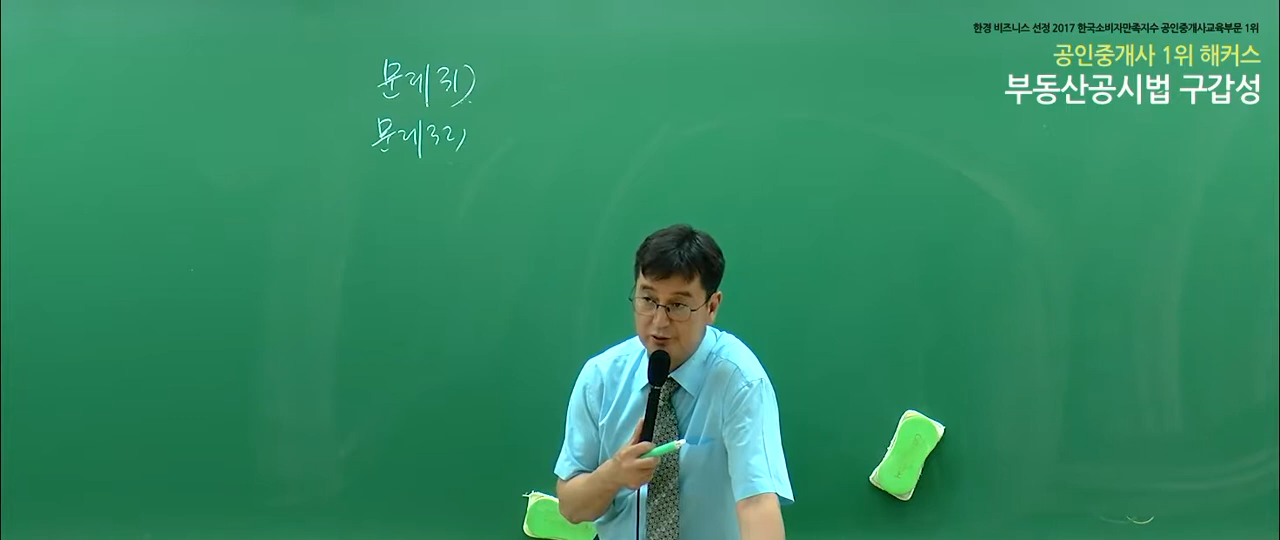 한경 비즈니스 선정 2017 한국소비자만족지수 공인중개사교육부문 1위
공인중개사 1위 해커스
부동산공시법 구갑성
문제31)
문제32)